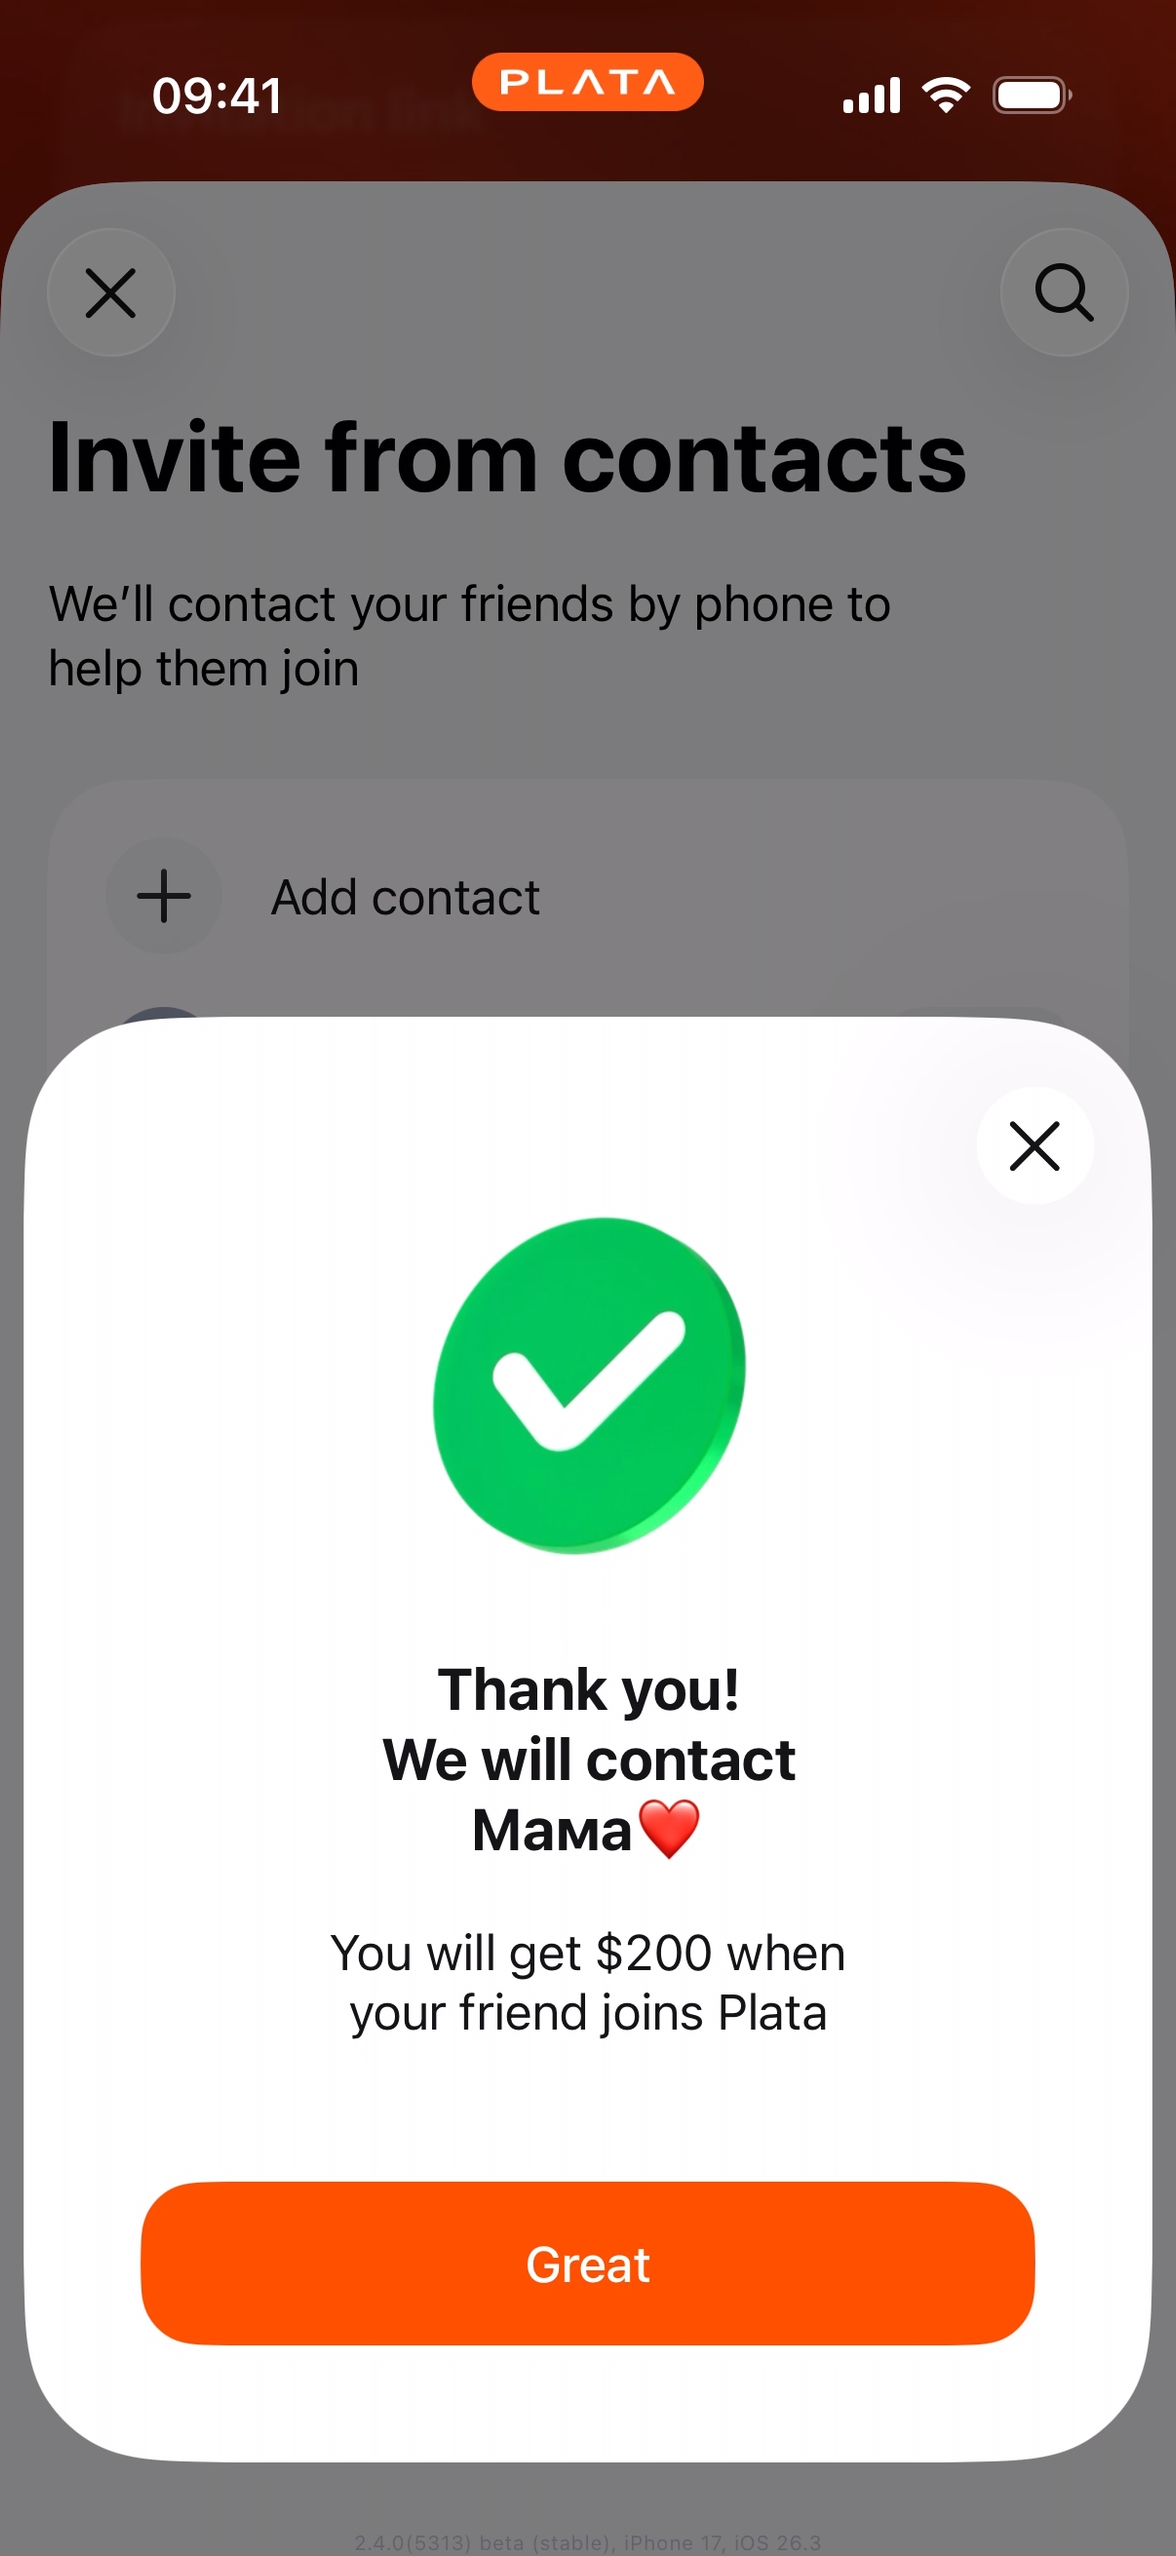 09:41
PLATA
Invite from contacts
We’ll contact your friends by phone to
help them join
Add contact
Thank you!
We will contact
Мама❤️
You will get $200 when
your friend joins Plata
Great
2.4.0(5313) beta (stable), iPhone 17, iOS 26.3